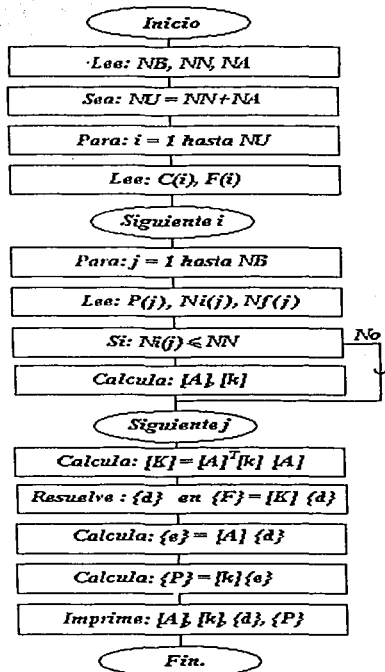 Inicio
Lee: NB, NN, NA
Sea: NU = NN+NA
Para: i = 1 hasta NU
Lee: C(i), F(i)
Siguiente i
Para: j = 1 hasta NB
Lee: P(j), Ni(j), Nf(j)
Si: Ni(j) ⩽ NN
No
Calcula: [A], [k]
Siguiente j
Calcula: [K] = [A]ᵀ[k] [A]
Resuelve : {d} en {F} = [K] {d}
Calcula: {e} = [A] {d}
Calcula: {P} = [k]{e}
Imprime: [A], [k], {d}, {P}
Fin.